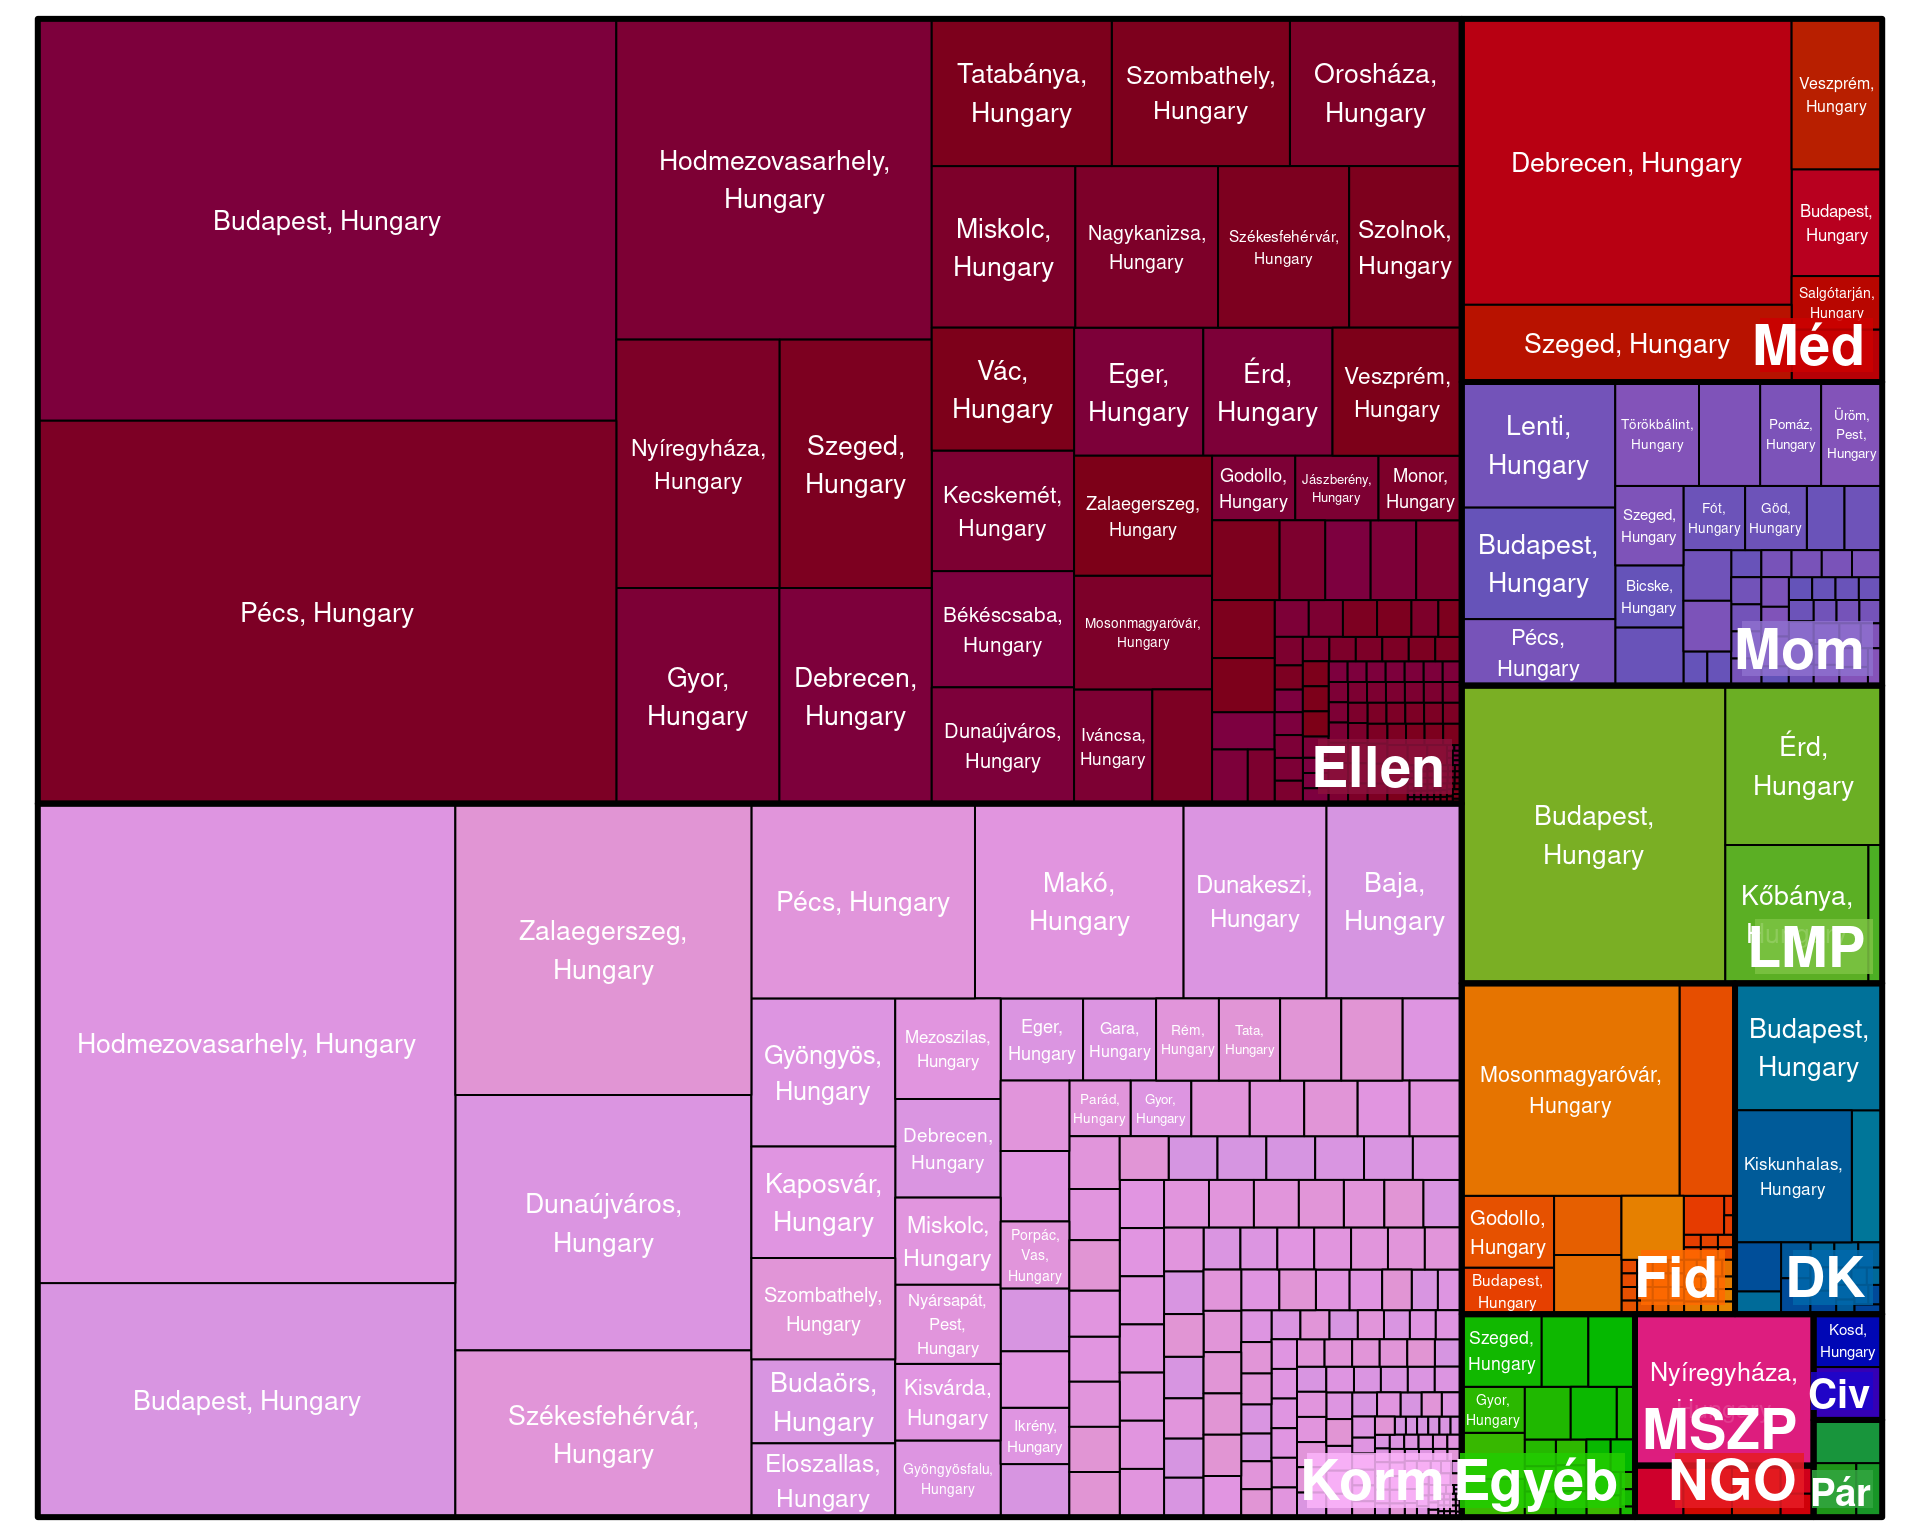 Budapest, Hungary
Pécs, Hungary
Hodmezovasarhely,
Hungary
Nyíregyháza,
Hungary
Szeged,
Hungary
Gyor,
Hungary
Debrecen,
Hungary
Tatabánya,
Hungary
Szombathely,
Hungary
Orosháza,
Hungary
Miskolc,
Hungary
Nagykanizsa,
Hungary
Székesfehérvár,
Hungary
Szolnok,
Hungary
Vác,
Hungary
Eger,
Hungary
Érd,
Hungary
Veszprém,
Hungary
Kecskemét,
Hungary
Zalaegerszeg,
Hungary
Godollo,
Hungary
Jászberény,
Hungary
Monor,
Hungary
Békéscsaba,
Hungary
Mosonmagyaróvár,
Hungary
Dunaújváros,
Hungary
Iváncsa,
Hungary
Ellen
Hodmezovasarhely, Hungary
Budapest, Hungary
Zalaegerszeg,
Hungary
Dunaújváros,
Hungary
Székesfehérvár,
Hungary
Pécs, Hungary
Makó,
Hungary
Dunakeszi,
Hungary
Baja,
Hungary
Gyöngyös,
Hungary
Kaposvár,
Hungary
Szombathely,
Hungary
Budaörs,
Hungary
Eloszallas,
Hungary
Mezoszilas,
Hungary
Debrecen,
Hungary
Miskolc,
Hungary
Nyársapát,
Pest,
Hungary
Kisvárda,
Hungary
Gyöngyösfalu,
Hungary
Eger,
Hungary
Gara,
Hungary
Rém,
Hungary
Tata,
Hungary
Parád,
Hungary
Gyor,
Hungary
Porpác,
Vas,
Hungary
Ikrény,
Hungary
Korm
Debrecen, Hungary
Szeged, Hungary
Veszprém,
Hungary
Budapest,
Hungary
Salgótarján,
Hungary
Méd
Lenti,
Hungary
Budapest,
Hungary
Pécs,
Hungary
Törökbálint,
Hungary
Pomáz,
Hungary
Üröm,
Pest,
Hungary
Szeged,
Hungary
Fót,
Hungary
Göd,
Hungary
Bicske,
Hungary
Mom
Budapest,
Hungary
Érd,
Hungary
Kőbánya,
Hungary
LMP
Mosonmagyaróvár,
Hungary
Godollo,
Hungary
Budapest,
Hungary
Fid
Budapest,
Hungary
Kiskunhalas,
Hungary
DK
Szeged,
Hungary
Gyor,
Hungary
Egyéb
Nyíregyháza,
Hungary
MSZP
NGO
Kosd,
Hungary
Civ
Pár